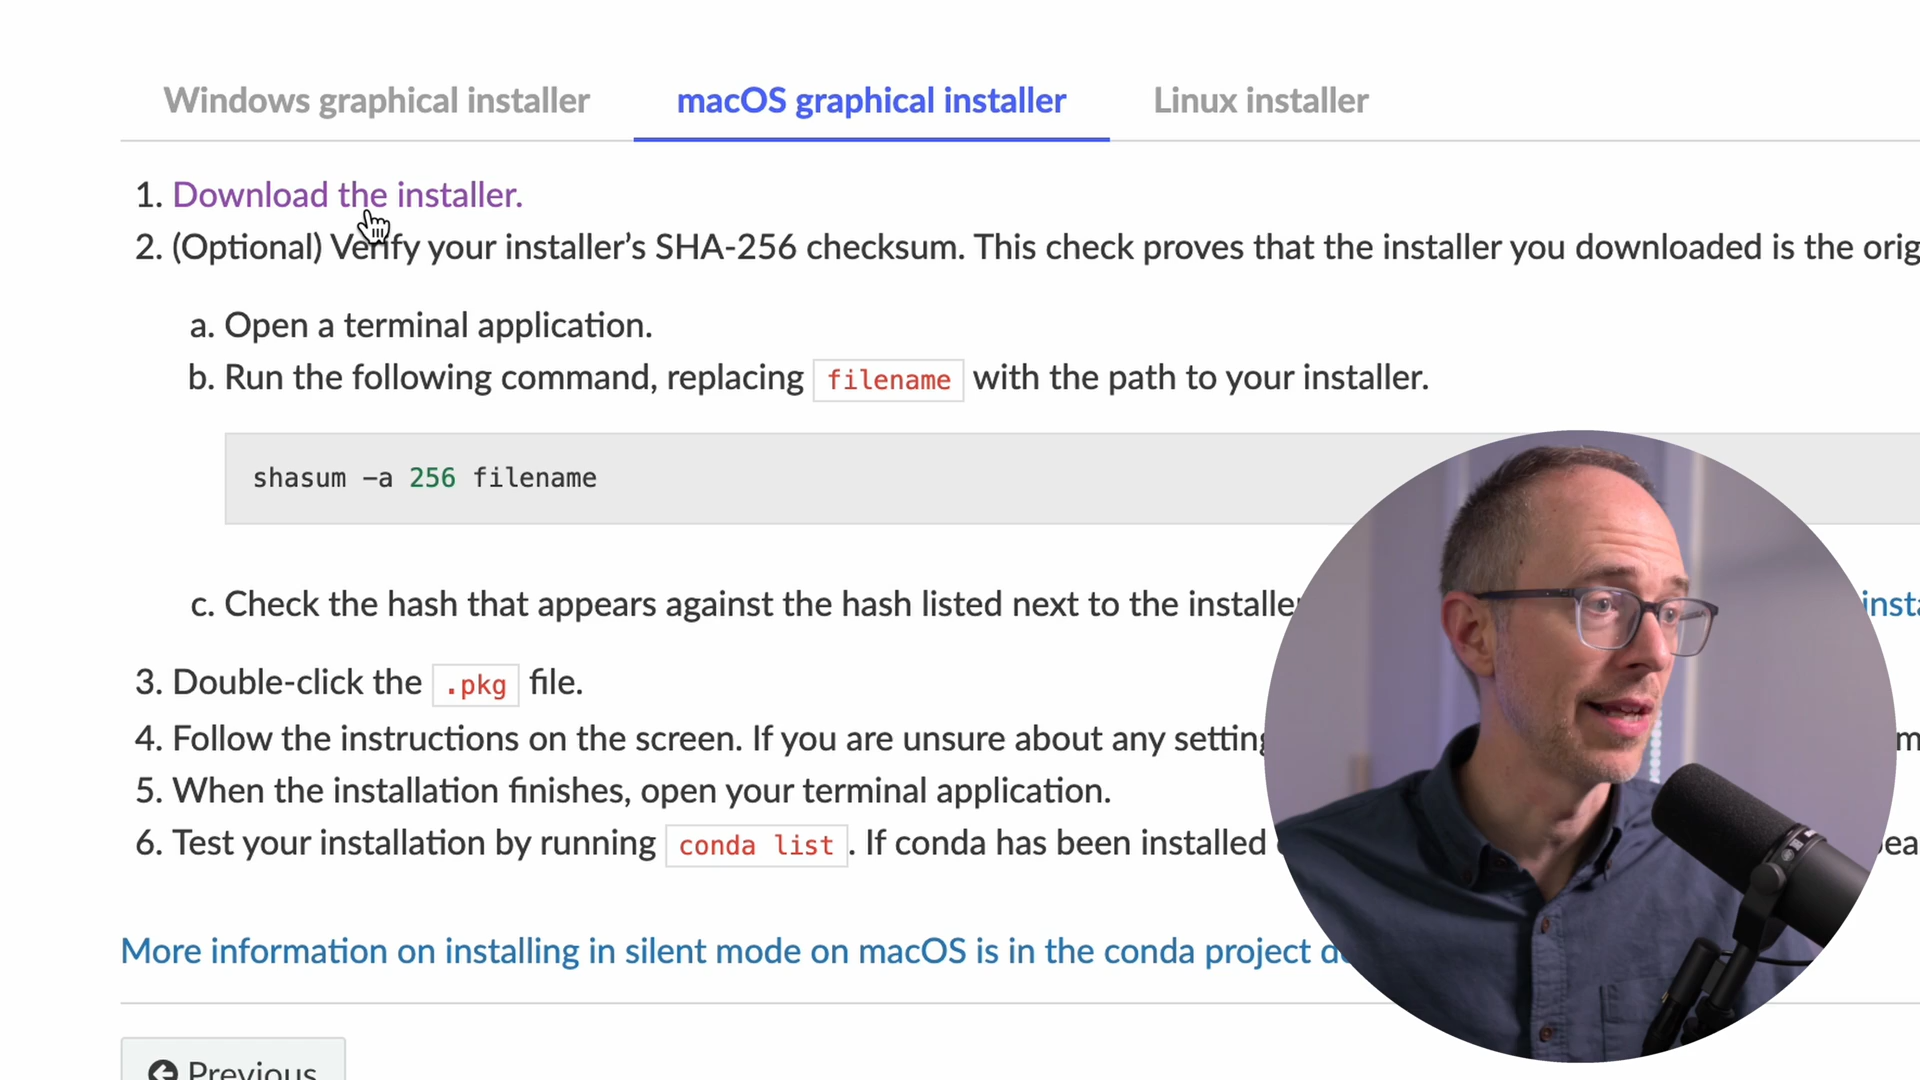 Windows graphical installer macOS graphical installer Linux installer
1. Download the installer.
2. (Optional) Verify your installer’s SHA-256 checksum. This check proves that the installer you downloaded is the
a. Open a terminal application.
b. Run the following command, replacing filename with the path to your installer.
shasum -a 256 filename
c. Check the hash that appears against the hash listed next to the
3. Double-click the .pkg file.
4. Follow the instructions on the screen. If you are unsure about any
5. When the installation finishes, open your terminal application.
6. Test your installation by running conda list. If conda has been installed
More information on installing in silent mode on macOS is in the conda project
Previous